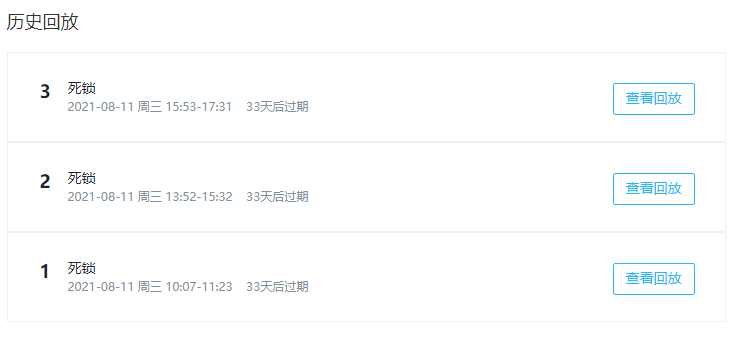 历史回放
3
死锁
2021-08-11 周三 15:53-17:31 33天后过期
查看回放
2
死锁
2021-08-11 周三 13:52-15:32 33天后过期
查看回放
1
死锁
2021-08-11 周三 10:07-11:23 33天后过期
查看回放